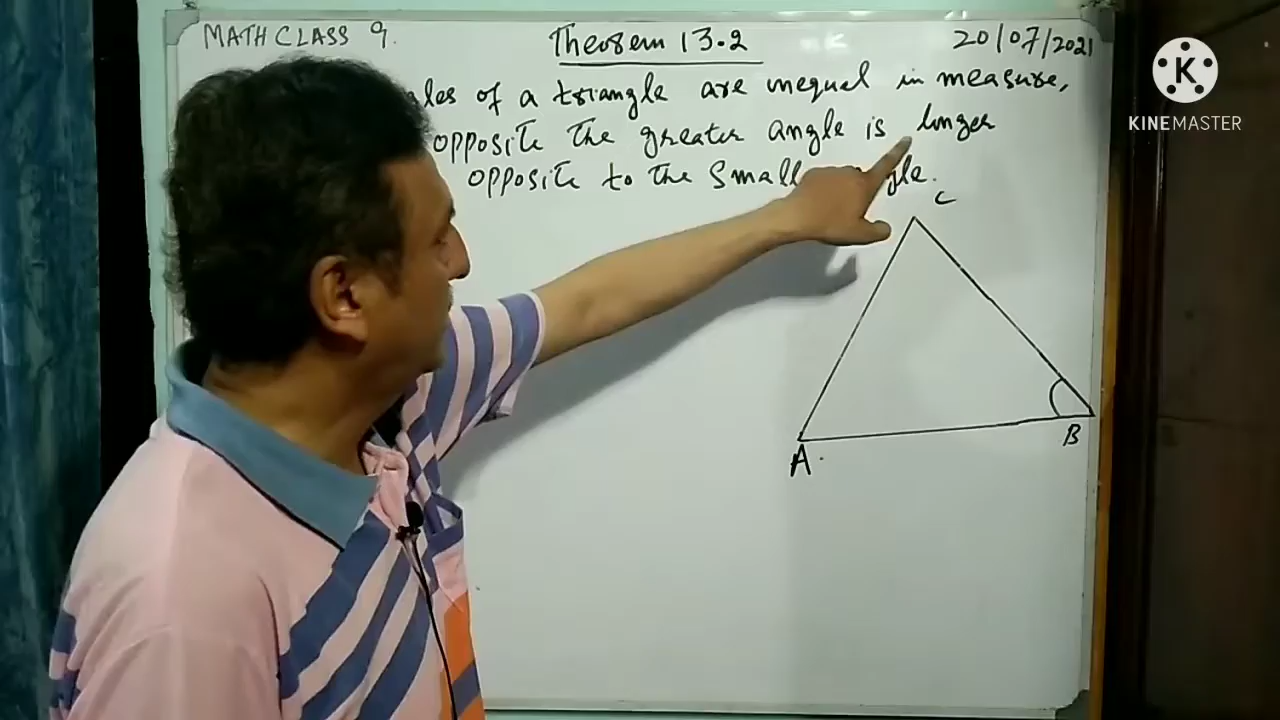 MATH CLASS 9.
Theorem 13.2
20/07/2021
of a triangle are unequal in measure,
opposite the greater angle is longer
opposite to the Small
C
A
B
K
KINEMASTER